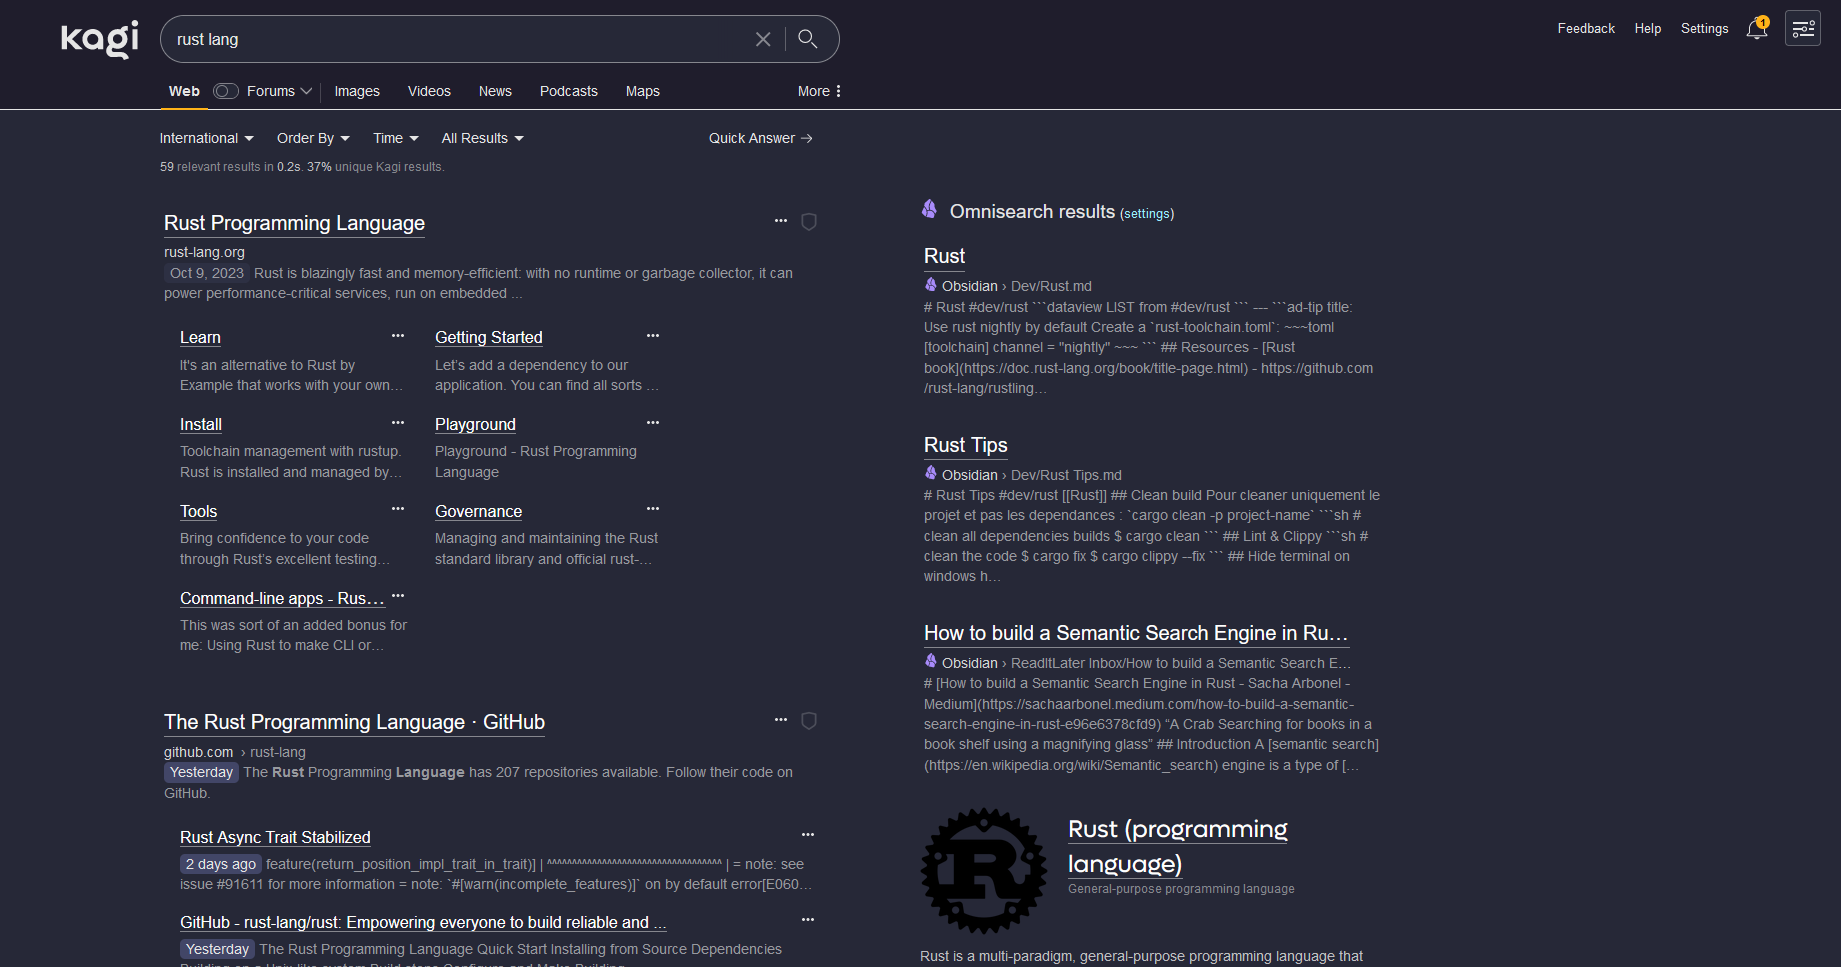 kagi
rust lang
Feedback
Help
Settings
1
Web
Forums
Images
Videos
News
Podcasts
Maps
More
International
Order By
Time
All Results
Quick Answer
59 relevant results in 0.2s. 37% unique Kagi results.
Rust Programming Language
rust-lang.org
Oct 9, 2023 Rust is blazingly fast and memory-efficient: with no runtime or garbage collector, it can
power performance-critical services, run on embedded ...
Learn
It's an alternative to Rust by
Example that works with your own…
Getting Started
Let's add a dependency to our
application. You can find all sorts …
Install
Toolchain management with rustup.
Rust is installed and managed by…
Playground
Playground - Rust Programming
Language
Tools
Bring confidence to your code
through Rust's excellent testing…
Governance
Managing and maintaining the Rust
standard library and official rust-…
Command-line apps - Rus…
This was sort of an added bonus for
me: Using Rust to make CLI or…
The Rust Programming Language · GitHub
github.com › rust-lang
Yesterday The Rust Programming Language has 207 repositories available. Follow their code on
GitHub.
Rust Async Trait Stabilized
2 days ago feature(return_position_impl_trait_in_trait)] | ^^^^^^^^^^^^^^^^^^^^^^^^^^^^^^^^^^^ | = note: see
issue #91611 for more information = note: `#[warn(incomplete_features)]` on by default error[E060…
GitHub - rust-lang/rust: Empowering everyone to build reliable and ...
Yesterday The Rust Programming Language Quick Start Installing from Source Dependencies
Omnisearch results (settings)
Rust
Obsidian › Dev/Rust.md
# Rust #dev/rust ```dataview LIST from #dev/rust ``` --- ```ad-tip title:
Use rust nightly by default Create a `rust-toolchain.toml`: ~~~toml
[toolchain] channel = "nightly" ~~~ ``` ## Resources - [Rust
book](https://doc.rust-lang.org/book/title-page.html) - https://github.com
/rust-lang/rustling…
Rust Tips
Obsidian › Dev/Rust Tips.md
# Rust Tips #dev/rust [[Rust]] ## Clean build Pour cleaner uniquement le
projet et pas les dependances : `cargo clean -p project-name` ```sh #
clean all dependencies builds $ cargo clean ``` ## Lint & Clippy ```sh #
clean the code $ cargo fix $ cargo clippy --fix ``` ## Hide terminal on
windows h…
How to build a Semantic Search Engine in Ru…
Obsidian › ReadItLater Inbox/How to build a Semantic Search E…
# [How to build a Semantic Search Engine in Rust - Sacha Arbonel -
Medium](https://sachaarbonel.medium.com/how-to-build-a-semantic-
search-engine-in-rust-e96e6378cfd9) “A Crab Searching for books in a
book shelf using a magnifying glass” ## Introduction A [semantic search]
(https://en.wikipedia.org/wiki/Semantic_search) engine is a type of […
R
Rust (programming
language)
General-purpose programming language
Rust is a multi-paradigm, general-purpose programming language that